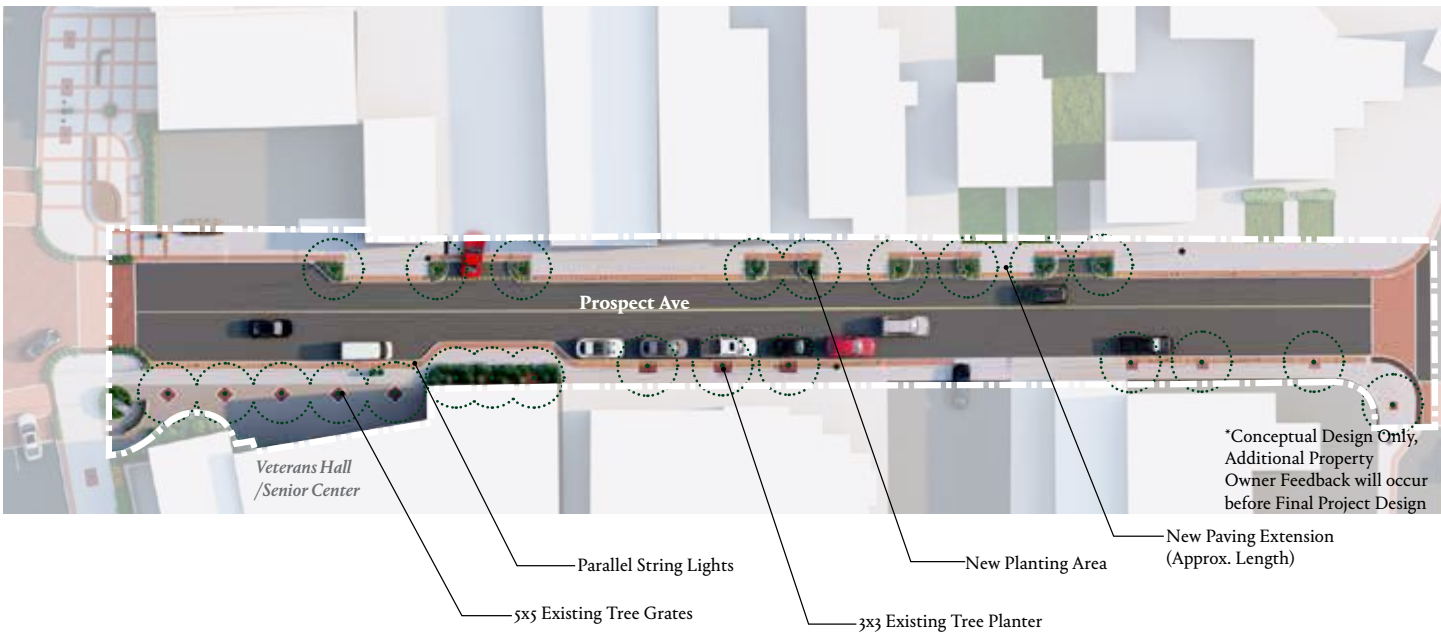 Prospect Ave
Veterans Hall
/Senior Center
*Conceptual Design Only,
Additional Property
Owner Feedback will occur
before Final Project Design
New Paving Extension
(Approx. Length)
Parallel String Lights
New Planting Area
5x5 Existing Tree Grates
3x3 Existing Tree Planter